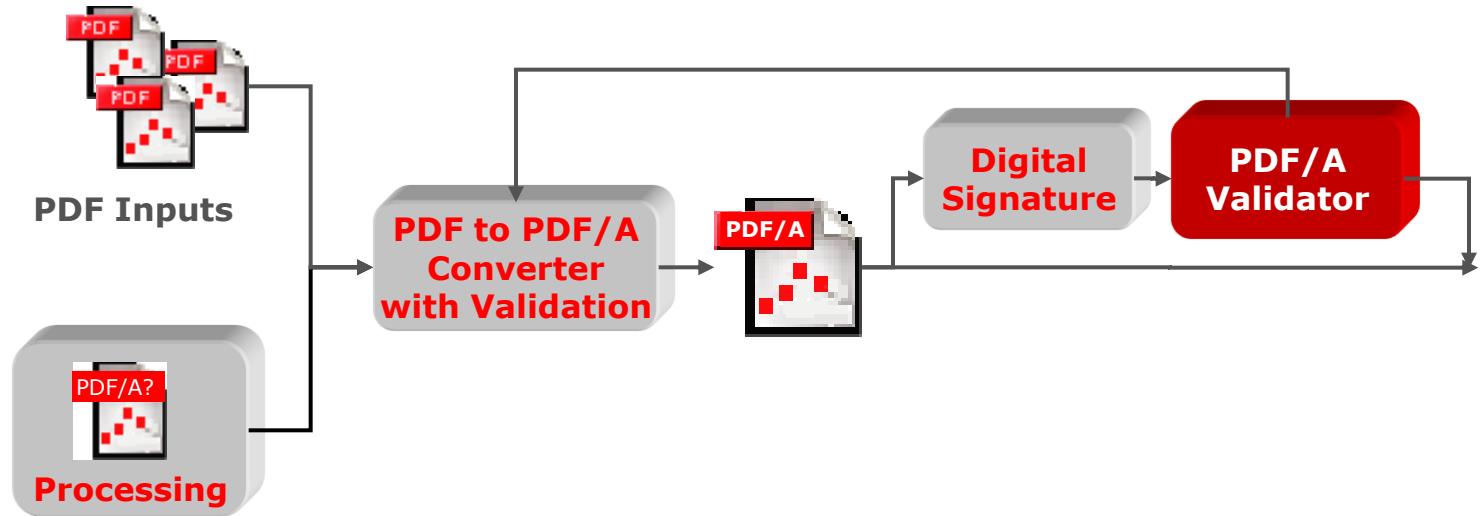 PDF
PDF
PDF
PDF Inputs
PDF to PDF/A
Converter
with Validation
PDF/A
Digital
Signature
PDF/A
Validator
PDF/A?
Processing